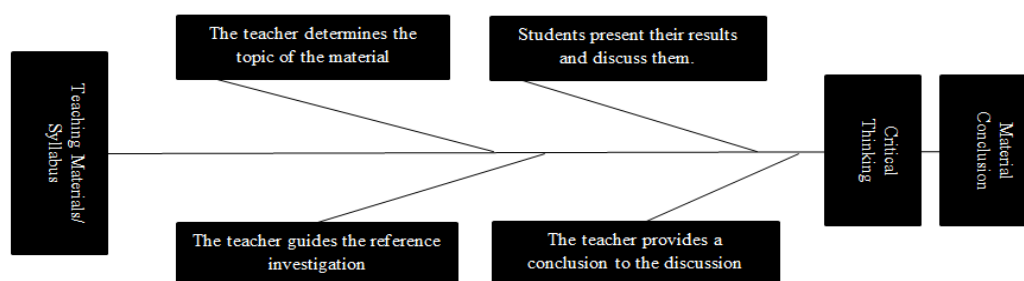 Teaching Materials/
Syllabus
The teacher determines the
topic of the material
Students present their results
and discuss them.
The teacher guides the reference
investigation
The teacher provides a
conclusion to the discussion
Critical
Thinking
Material
Conclusion